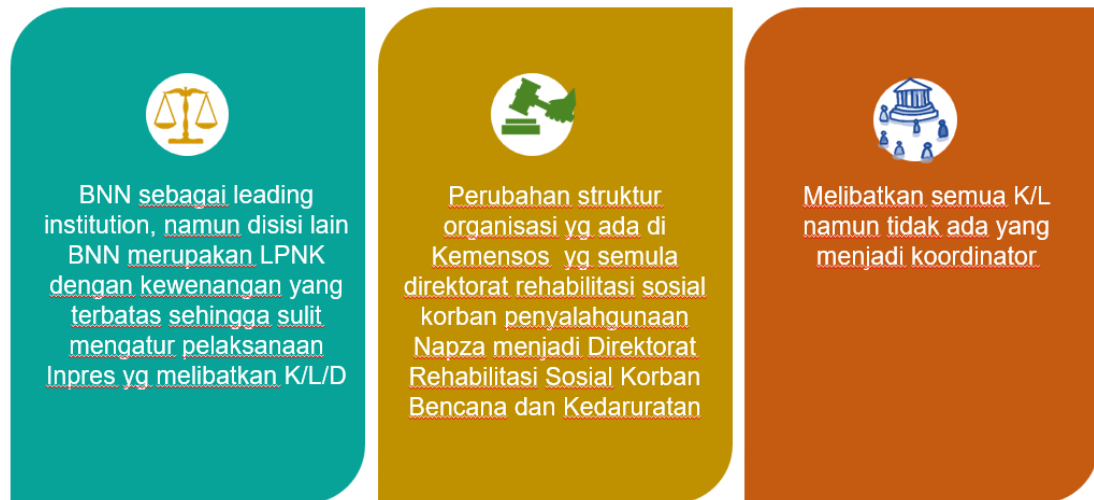 BNN sebagai leading
institution, namun disisi lain
BNN merupakan LPNK
dengan kewenangan yang
terbatas sehingga sulit
mengatur pelaksanaan
Inpres yg melibatkan K/L/D
Perubahan struktur
organisasi yg ada di
Kemensos yg semula
direktorat rehabilitasi sosial
korban penyalahgunaan
Napza menjadi Direktorat
Rehabilitasi Sosial Korban
Bencana dan Kedaruratan
Melibatkan semua K/L
namun tidak ada yang
menjadi koordinator